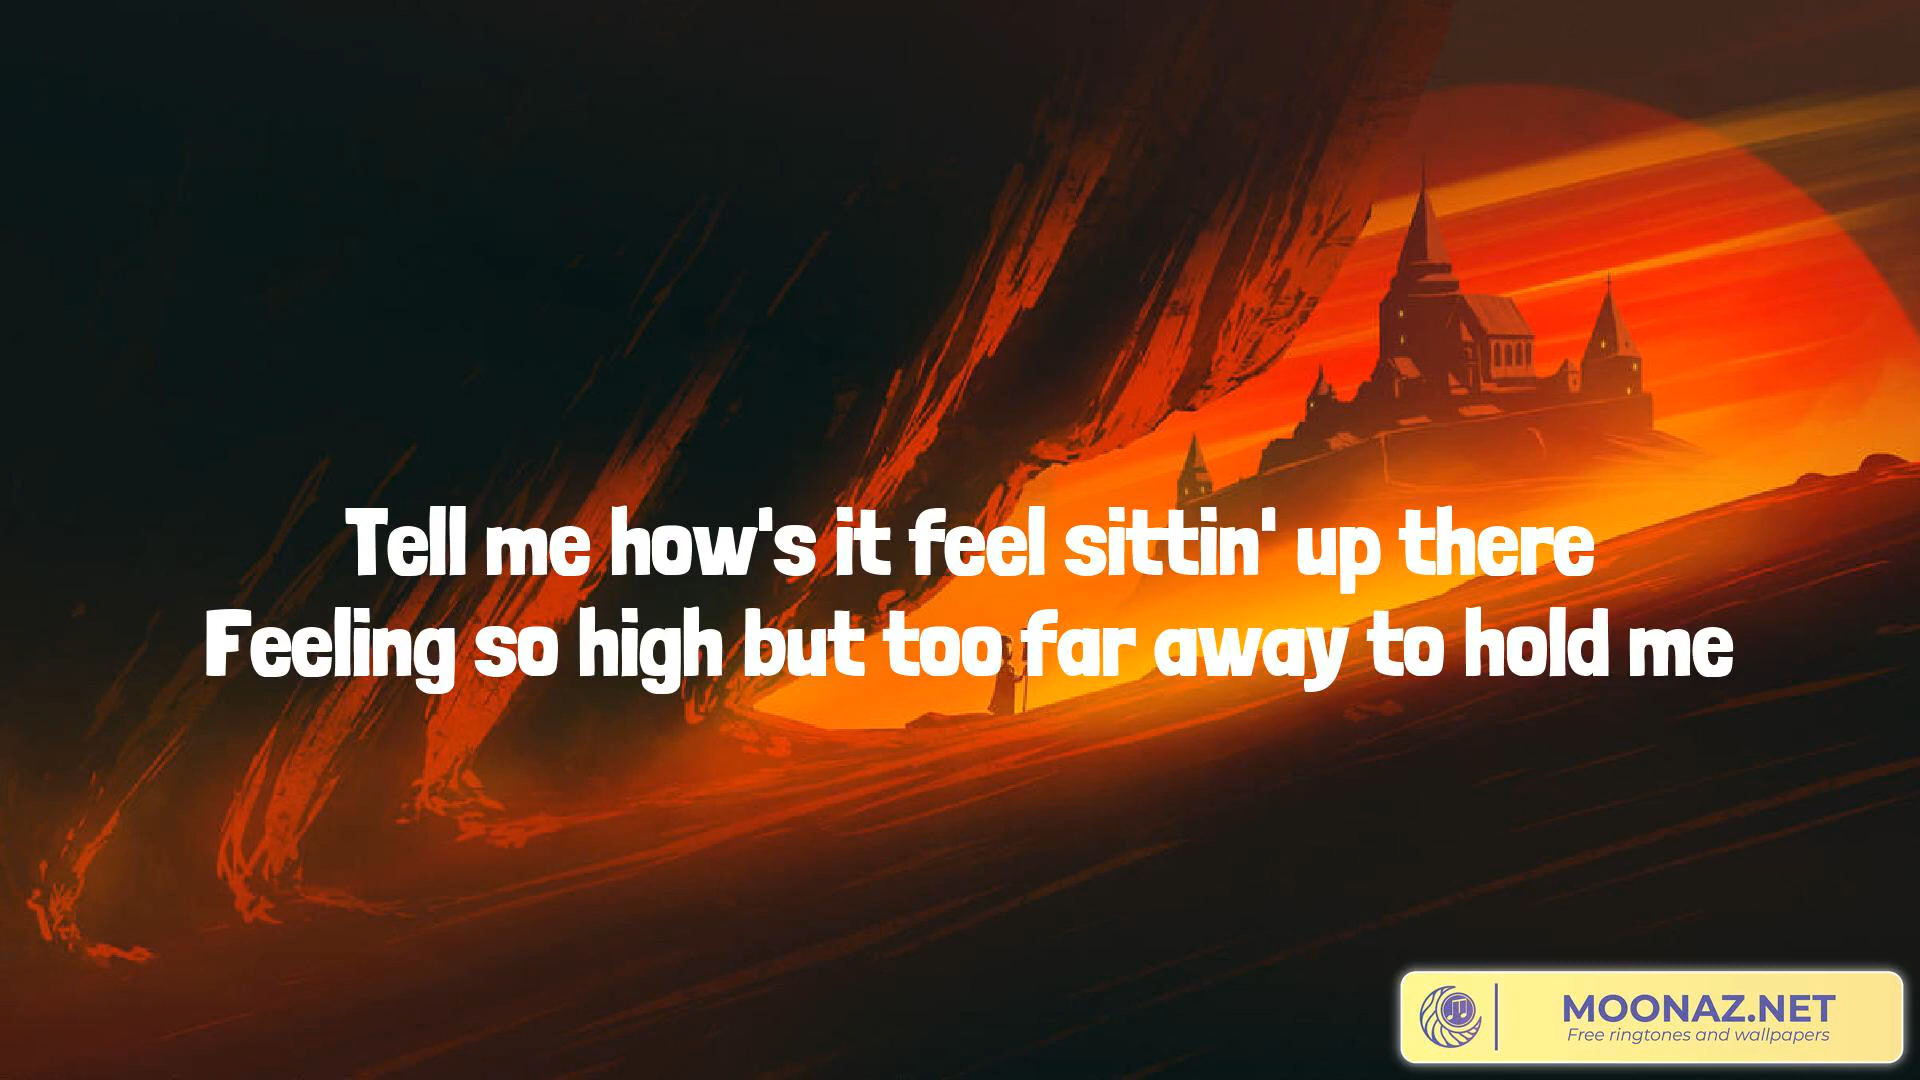 Tell me how's it feel sittin' up there
Feeling so high but too far away to hold me
MOONAZ.NET
Free ringtones and wallpapers